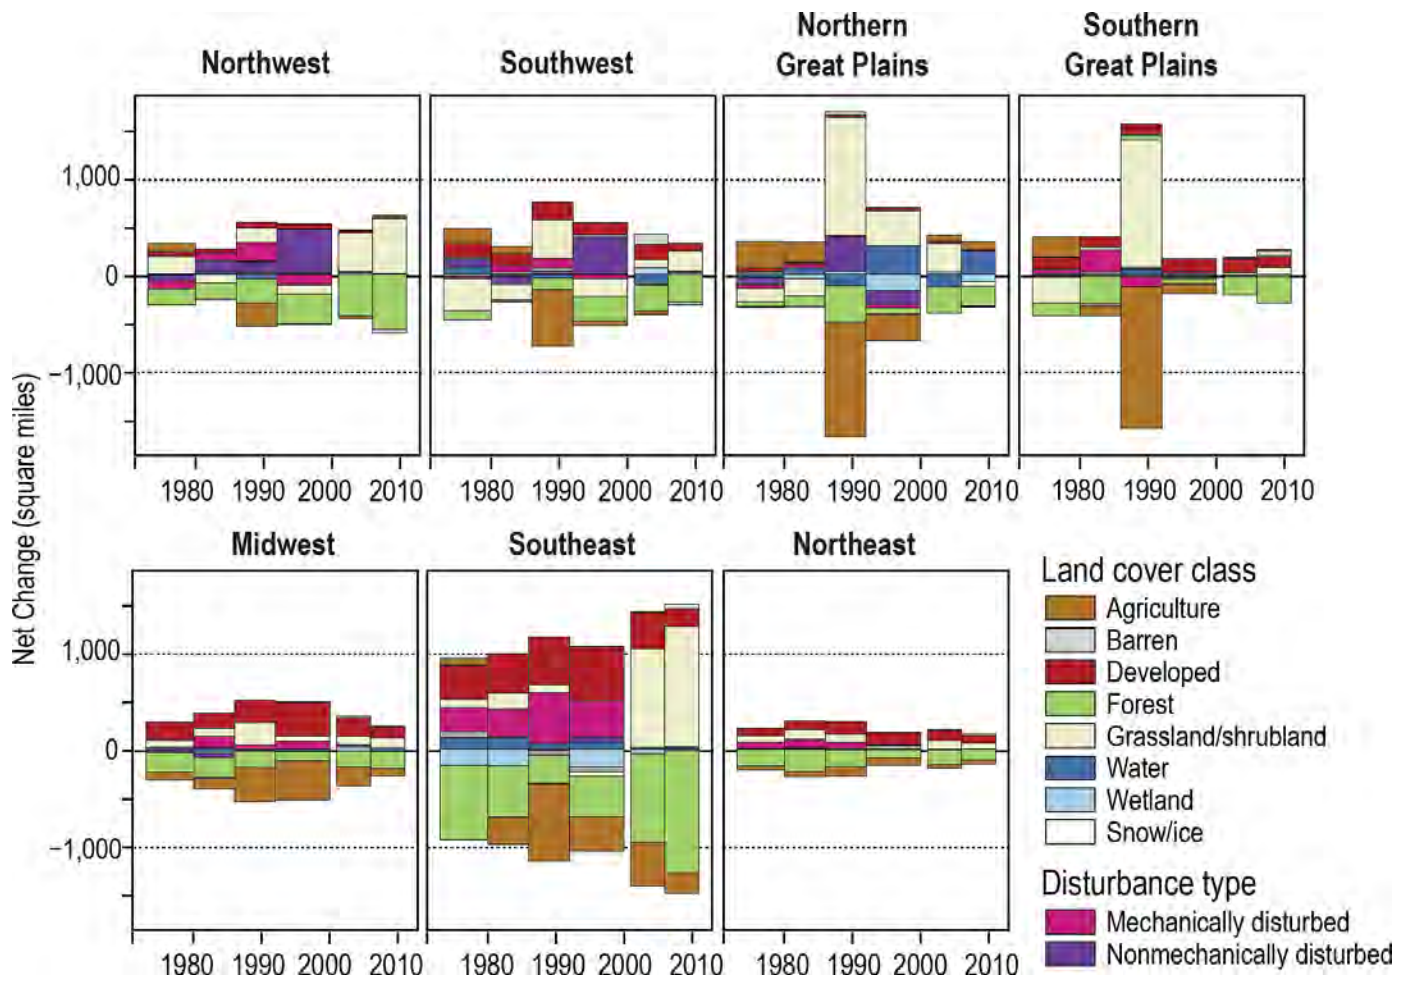 Northwest
Southwest
Northern
Great Plains
Southern
Great Plains
1,000
0
−1,000
1980 1990 2000 2010
1980 1990 2000 2010
1980 1990 2000 2010
1980 1990 2000 2010
Net Change (square miles)
Midwest
Southeast
Northeast
1,000
0
−1,000
1980 1990 2000 2010
1980 1990 2000 2010
1980 1990 2000 2010
Land cover class
Agriculture
Barren
Developed
Forest
Grassland/shrubland
Water
Wetland
Snow/ice
Disturbance type
Mechanically disturbed
Nonmechanically disturbed